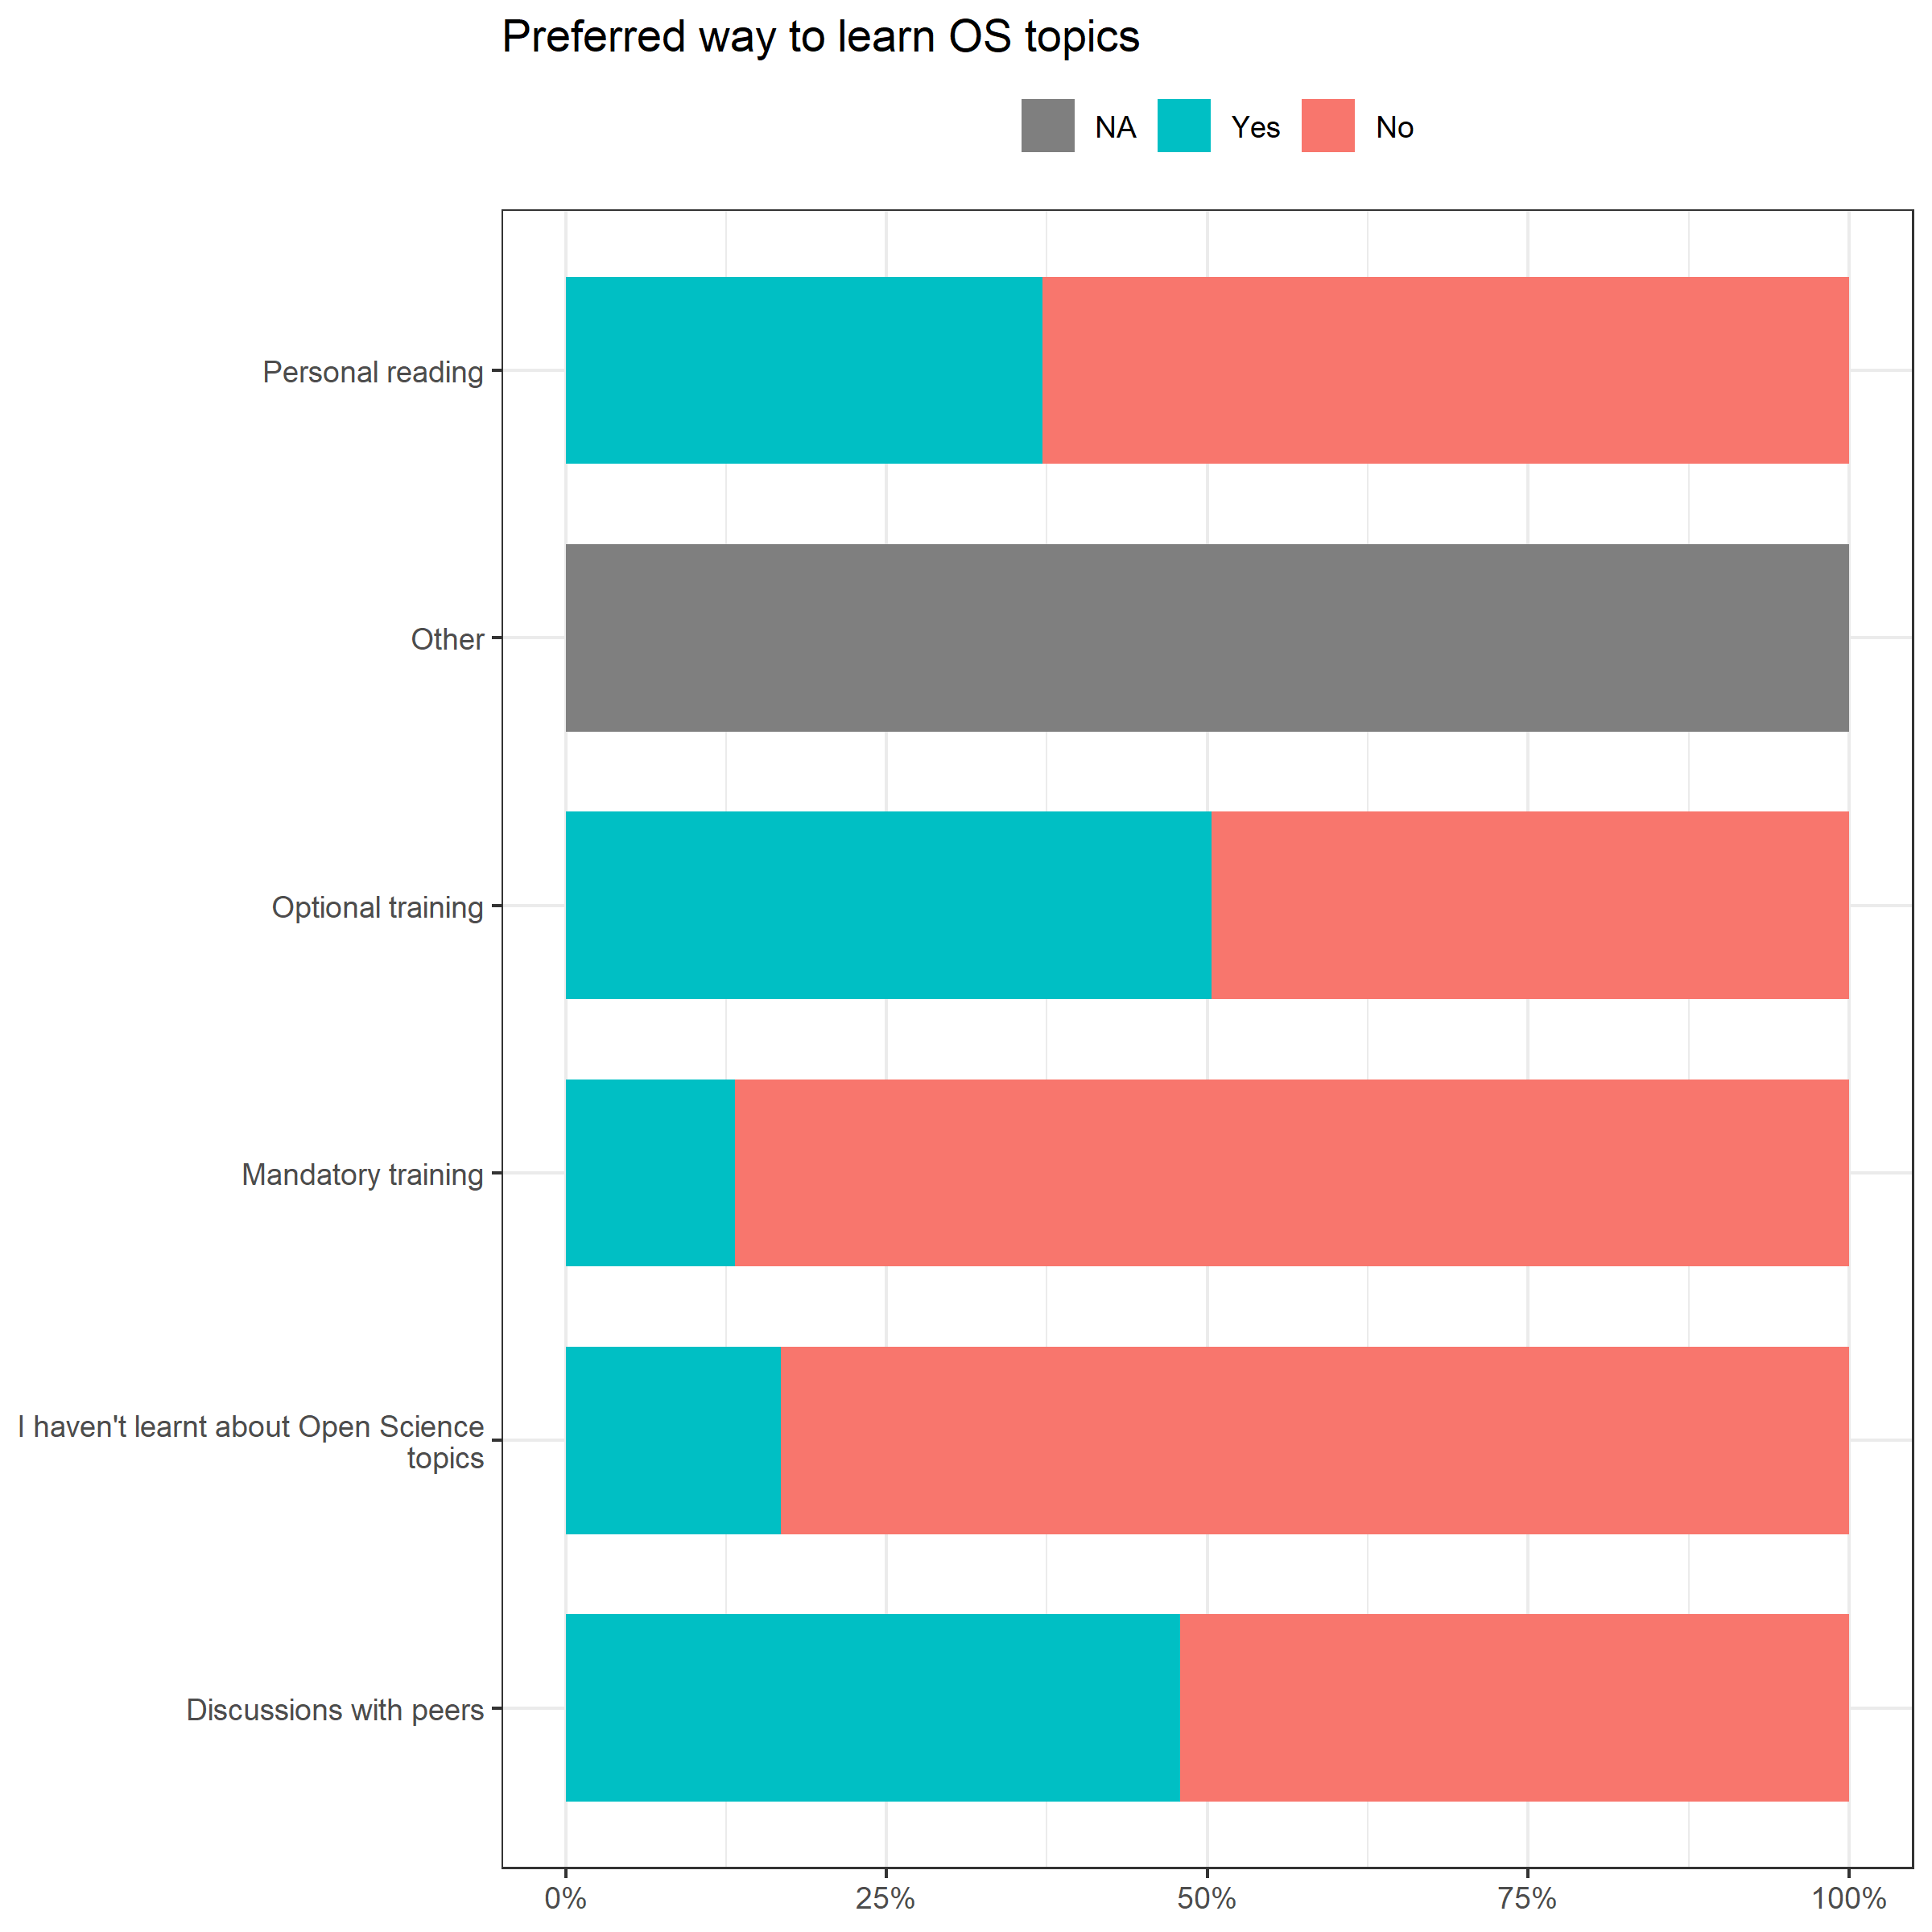 Preferred way to learn OS topics
NA Yes No
Personal reading
Other
Optional training
Mandatory training
I haven't learnt about Open Science
topics
Discussions with peers
0% 25% 50% 75% 100%